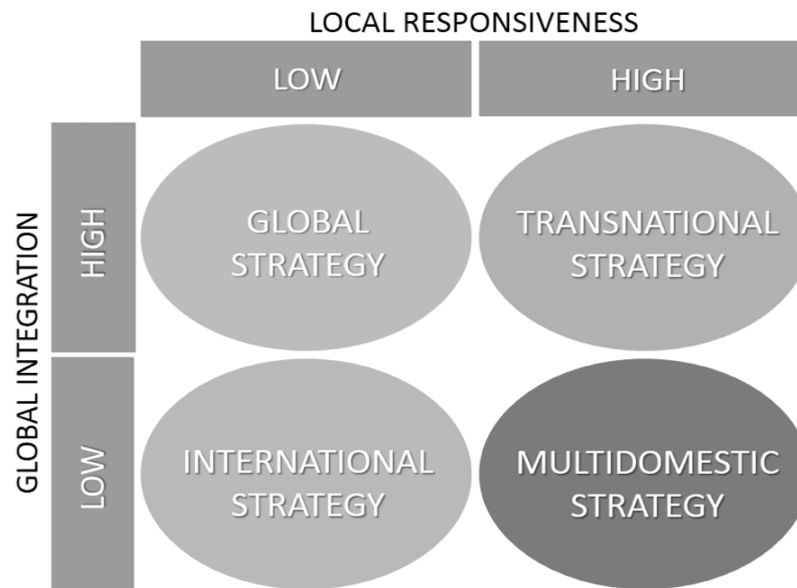 LOCAL RESPONSIVENESS
LOW
HIGH
GLOBAL INTEGRATION
HIGH
GLOBAL
STRATEGY
TRANSNATIONAL
STRATEGY
LOW
INTERNATIONAL
STRATEGY
MULTIDOMESTIC
STRATEGY